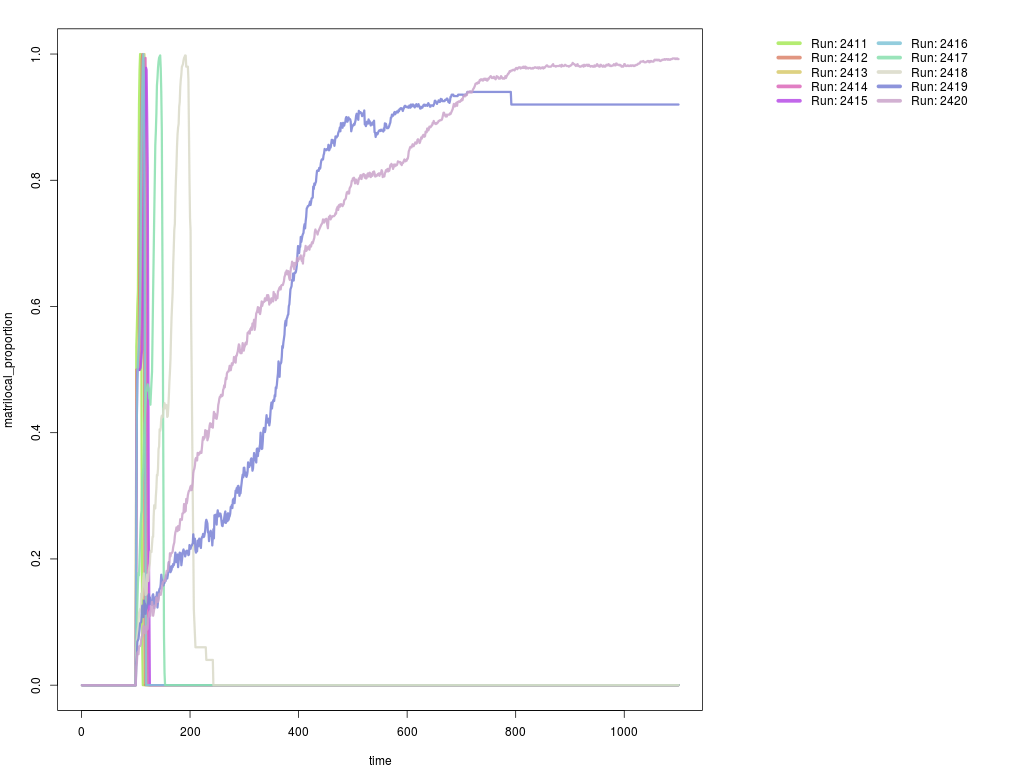 1.0
0.8
0.6
0.4
0.2
0.0
matrilocal_proportion
0 200 400 600 800 1000
time
Run: 2411 Run: 2416
Run: 2412 Run: 2417
Run: 2413 Run: 2418
Run: 2414 Run: 2419
Run: 2415 Run: 2420